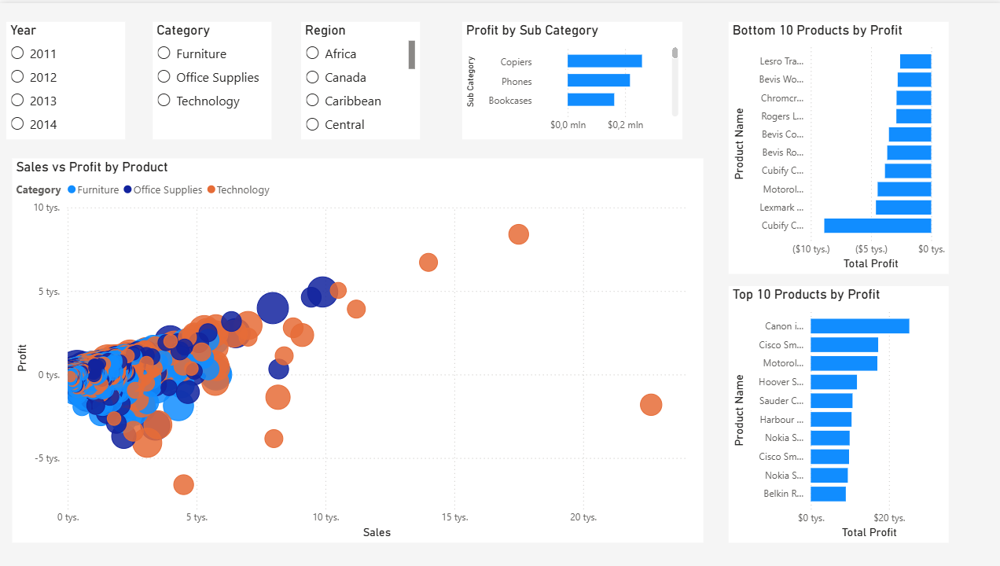 Year
2011
2012
2013
2014
Category
Furniture
Office Supplies
Technology
Region
Africa
Canada
Caribbean
Central
Profit by Sub Category
Sub Category
Copiers
Phones
Bookcases
$0,0 mln $0,2 mln
Sales vs Profit by Product
Category Furniture Office Supplies Technology
Profit
10 tys.
5 tys.
0 tys.
-5 tys.
0 tys. 5 tys. 10 tys. 15 tys. 20 tys.
Sales
Bottom 10 Products by Profit
Product Name
Lesro Tra...
Bevis Wo...
Chromcr...
Rogers L...
Bevis Co...
Bevis Ro...
Cubify C...
Motorol...
Lexmark ...
Cubify C...
($10 tys.) ($5 tys.) $0 tys.
Total Profit
Top 10 Products by Profit
Product Name
Canon i...
Cisco Sm...
Motorol...
Hoover S...
Sauder C...
Harbour ...
Nokia S...
Cisco Sm...
Nokia S...
Belkin R...
$0 tys. $20 tys.
Total Profit